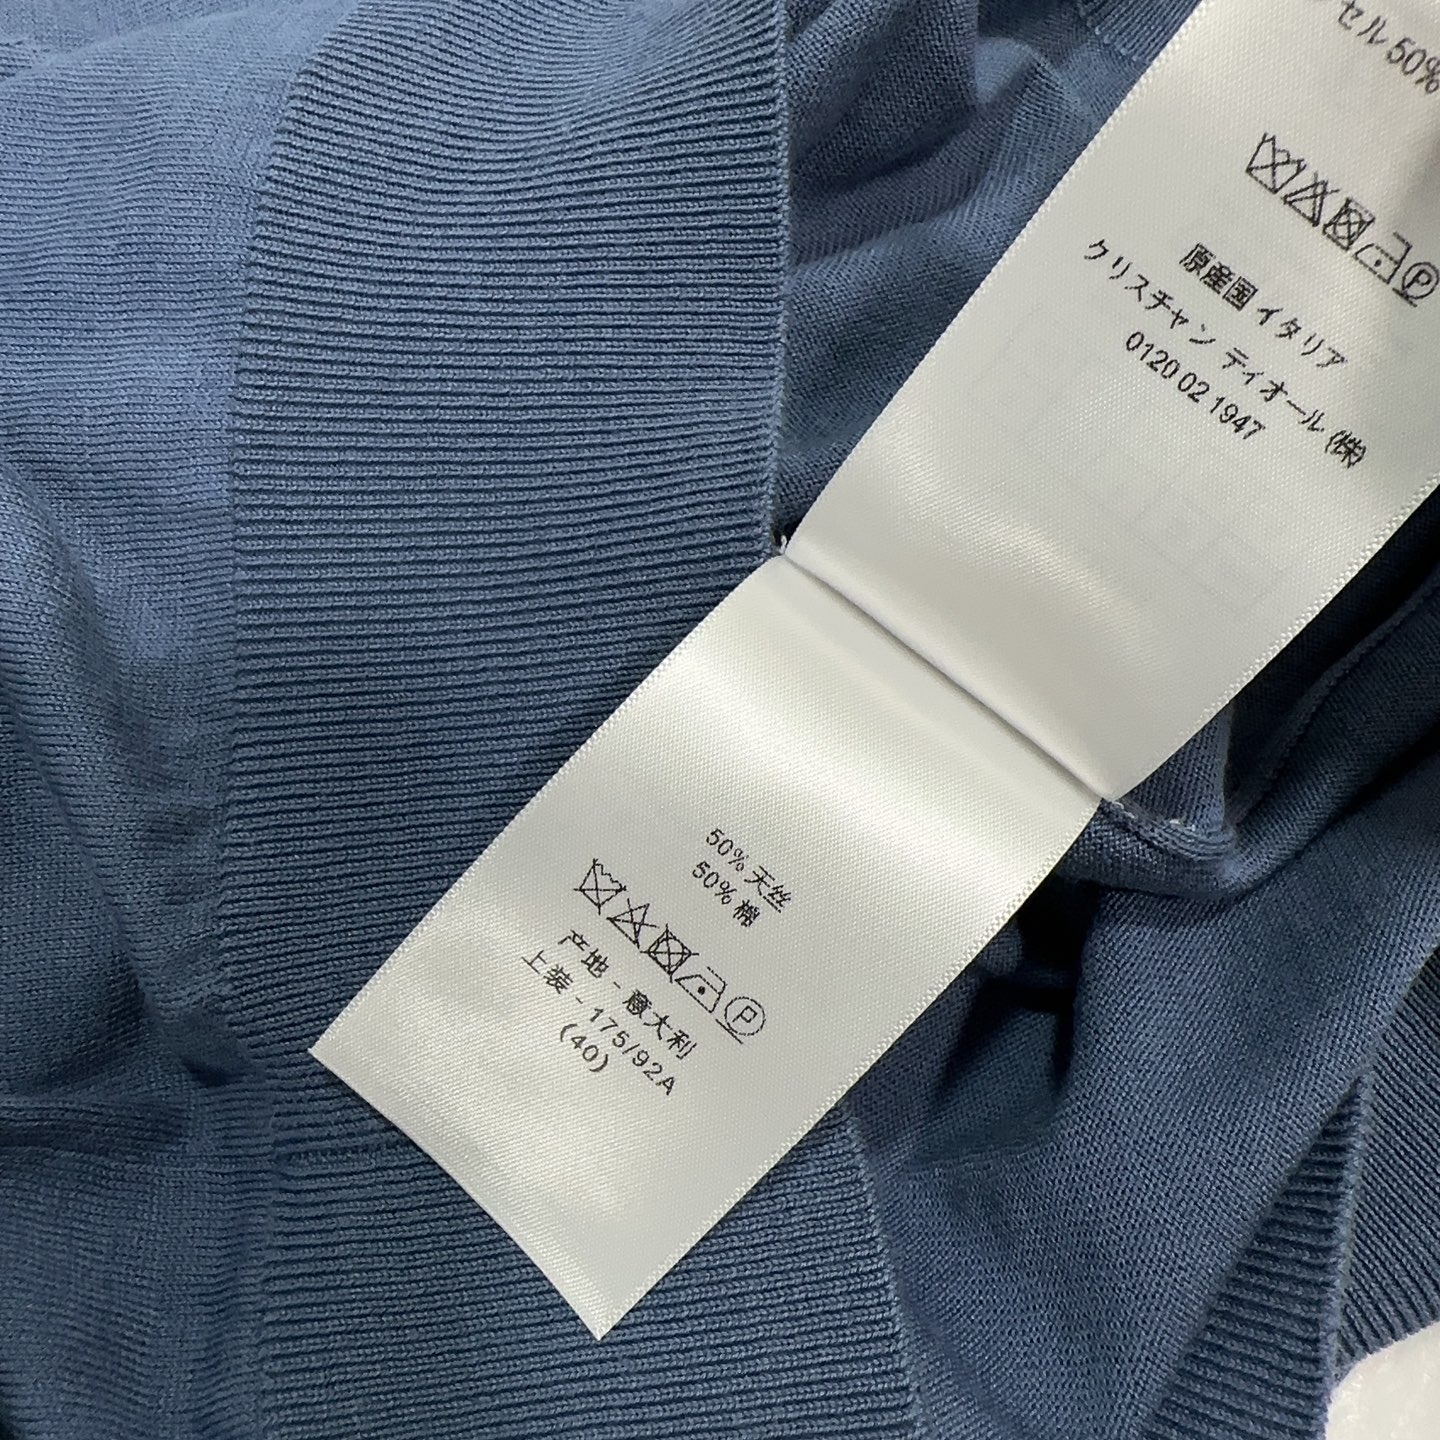 セル 50%
原産国 イタリア
クリスチャン ディオール (株)
0120 02 1947
50% 天丝
50% 棉
P
产地 - 意大利
上装 - 175/92A
(40)